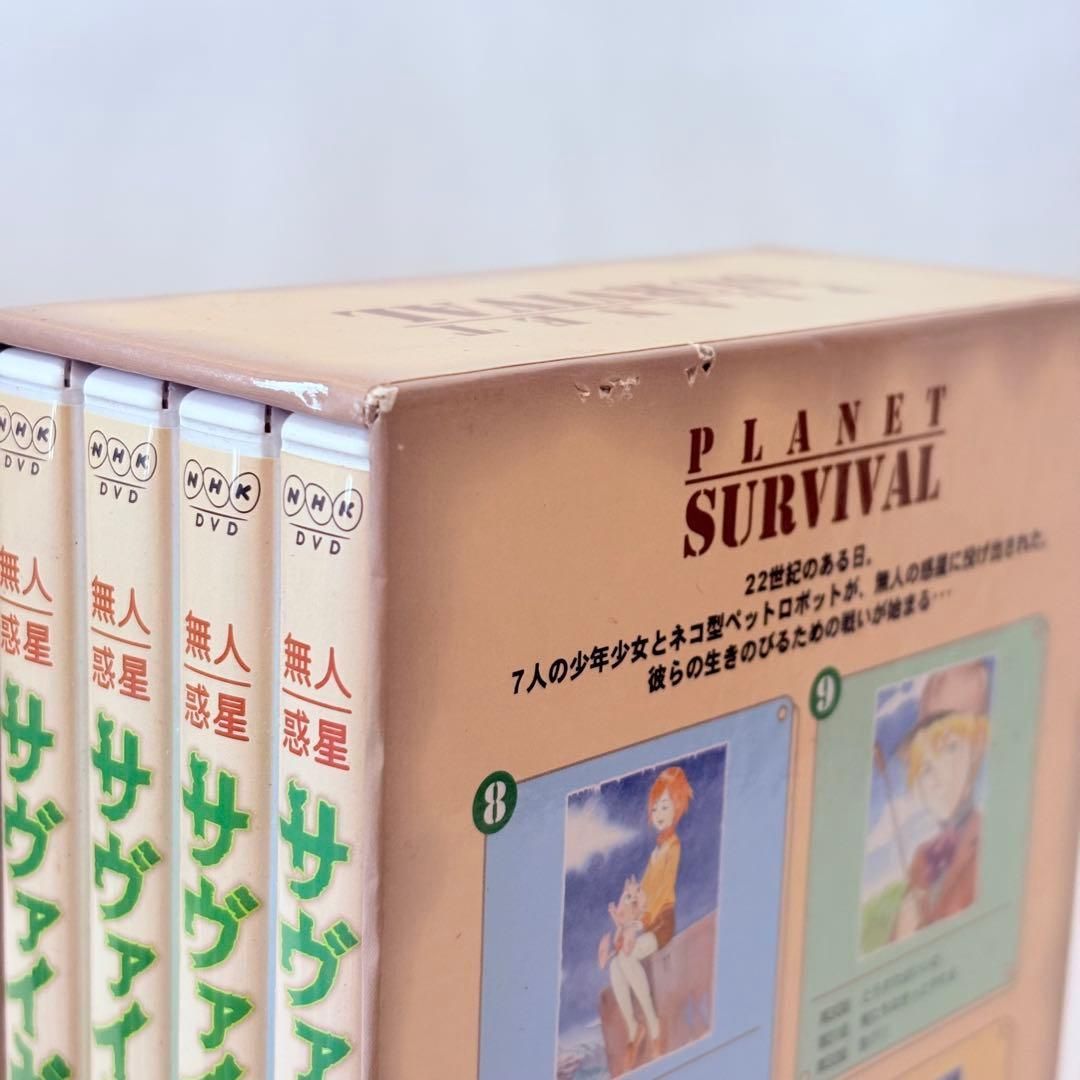 PLANET
SURVIVAL
NHK
DVD
無人
惑星
サヴァイ
NHK
DVD
無人
惑星
サヴァイ
NHK
DVD
無人
惑星
サヴァイ
NHK
DVD
無人
惑星
サヴァ
PLANET
SURVIVAL
22世紀のある日。
7人の少年少女とネコ型ペットロボットが、無人の惑星に投げ出された。
彼らの生きのびるための戦いが始まる…
8
9